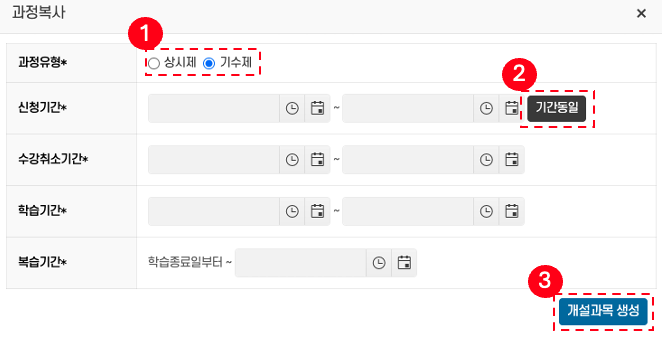 과정복사
1
과정유형* 상시제 기수제
2
신청기간* ~ 기간동일
수강취소기간* ~
학습기간* ~
복습기간* 학습종료일부터 ~
3
개설과목 생성